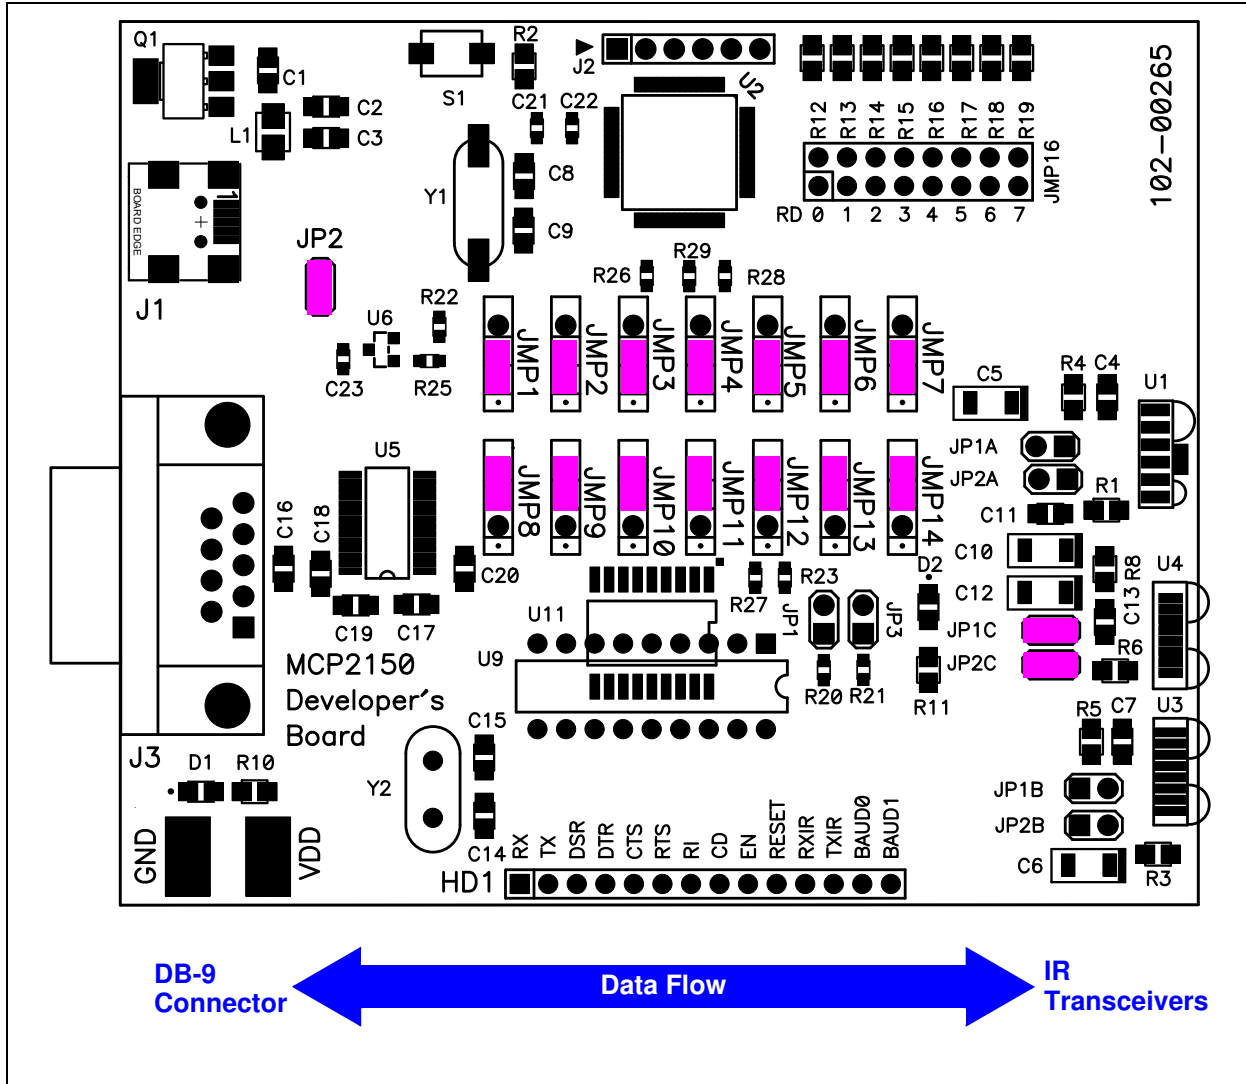 Q1
C1
C2
C3
L1
S1
R2
J2
C21
C22
U2
R12
R13
R14
R15
R16
R17
R18
R19
JMP16
RD 0 1 2 3 4 5 6 7
102-00265
BOARD EDGE
1
J1
JP2
Y1
C8
C9
R26
R29
R28
R22
U6
C23
R25
JMP1
JMP2
JMP3
JMP4
JMP5
JMP6
JMP7
C5
R4
C4
U1
JP1A
JP2A
R1
C11
U5
C16
C18
C20
C19
C17
JMP8
JMP9
JMP10
JMP11
JMP12
JMP13
JMP14
D2
C10
C12
R8
C13
U4
JP1C
JP2C
R6
R27
R23
JP1
JP3
R20
R21
R11
U11
U9
MCP2150
Developer's
Board
J3
D1
R10
GND
VDD
Y2
C15
C14
R5
C7
U3
JP1B
JP2B
C6
R3
HD1
RX
TX
DSR
DTR
CTS
RTS
RI
CD
EN
RESET
RXIR
TXIR
BAUD0
BAUD1
DB-9
Connector
Data Flow
IR
Transceivers